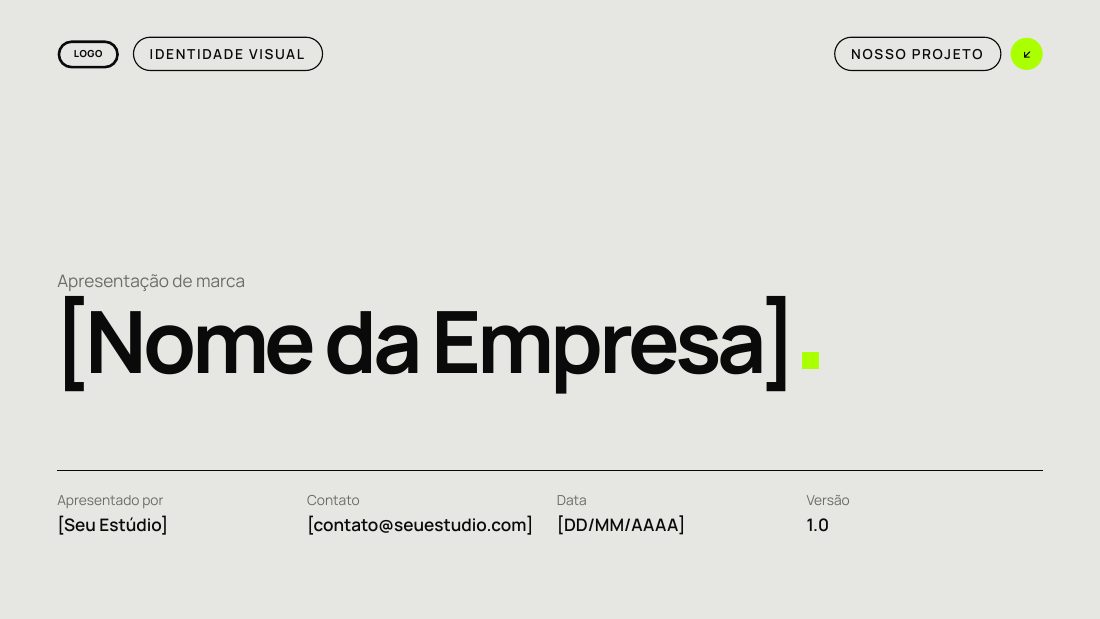 LOGO
IDENTIDADE VISUAL
NOSSO PROJETO
Apresentação de marca
[Nome da Empresa]
Apresentado por
[Seu Estúdio]
Contato
[contato@seuestudio.com]
Data
[DD/MM/AAAA]
Versão
1.0